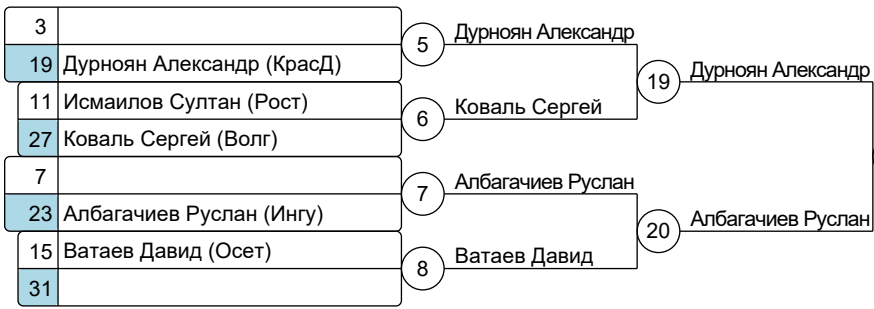 3
19 Дурноян Александр (КрасД)
11 Исмаилов Султан (Рост)
27 Коваль Сергей (Волг)
7
23 Албагачиев Руслан (Ингу)
15 Ватаев Давид (Осет)
31
5 Дурноян Александр
6 Коваль Сергей
7 Албагачиев Руслан
8 Ватаев Давид
19 Дурноян Александр
20 Албагачиев Руслан